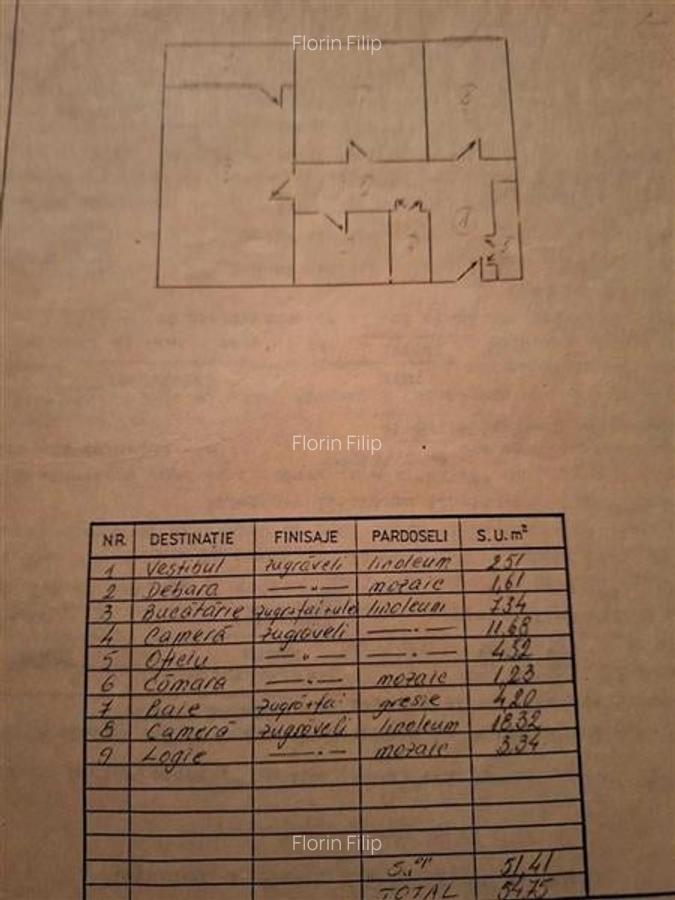 Florin Filip
Florin Filip
NR. DESTINAȚIE FINISAJE PARDOSELI S.U.m²
1 Vestibul zugrăveli linoleum 2,51
2 Debara —〃— mozaic 1,61
3 Bucătărie linoleum 7,34
4 Cameră zugrăveli —〃— 11,68
5 Oficiu —〃— —〃— 4,52
6 Cămara —〃— mozaic 1,23
7 Baie gresie 4,20
8 Cameră zugrăveli linoleum 18,32
9 Logie —〃— mozaic 3,34
Florin Filip
51,41
TOTAL 54,75